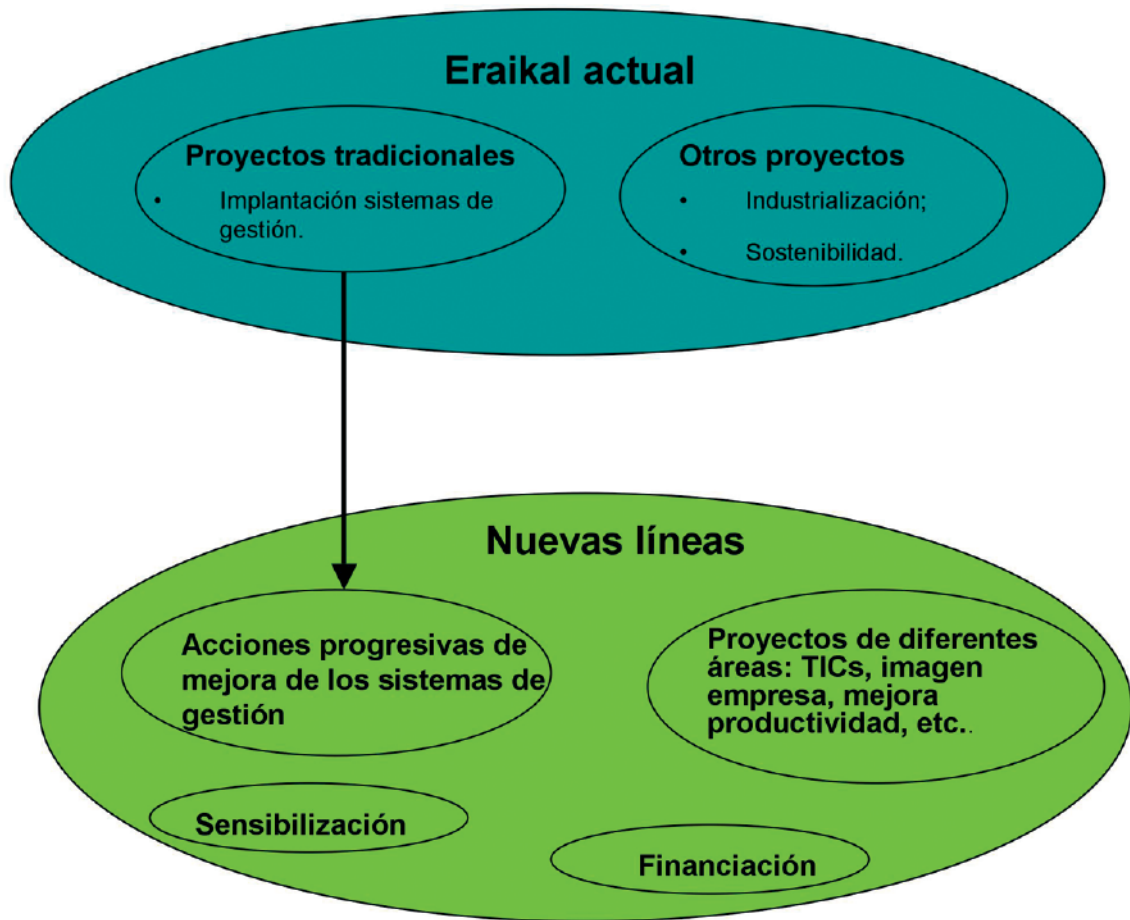 Eraikal actual
Proyectos tradicionales
• Implantación sistemas de
gestión.
Otros proyectos
• Industrialización;
• Sostenibilidad.
Nuevas líneas
Acciones progresivas de
mejora de los sistemas de
gestión
Proyectos de diferentes
áreas: TICs, imagen
empresa, mejora
productividad, etc..
Sensibilización
Financiación